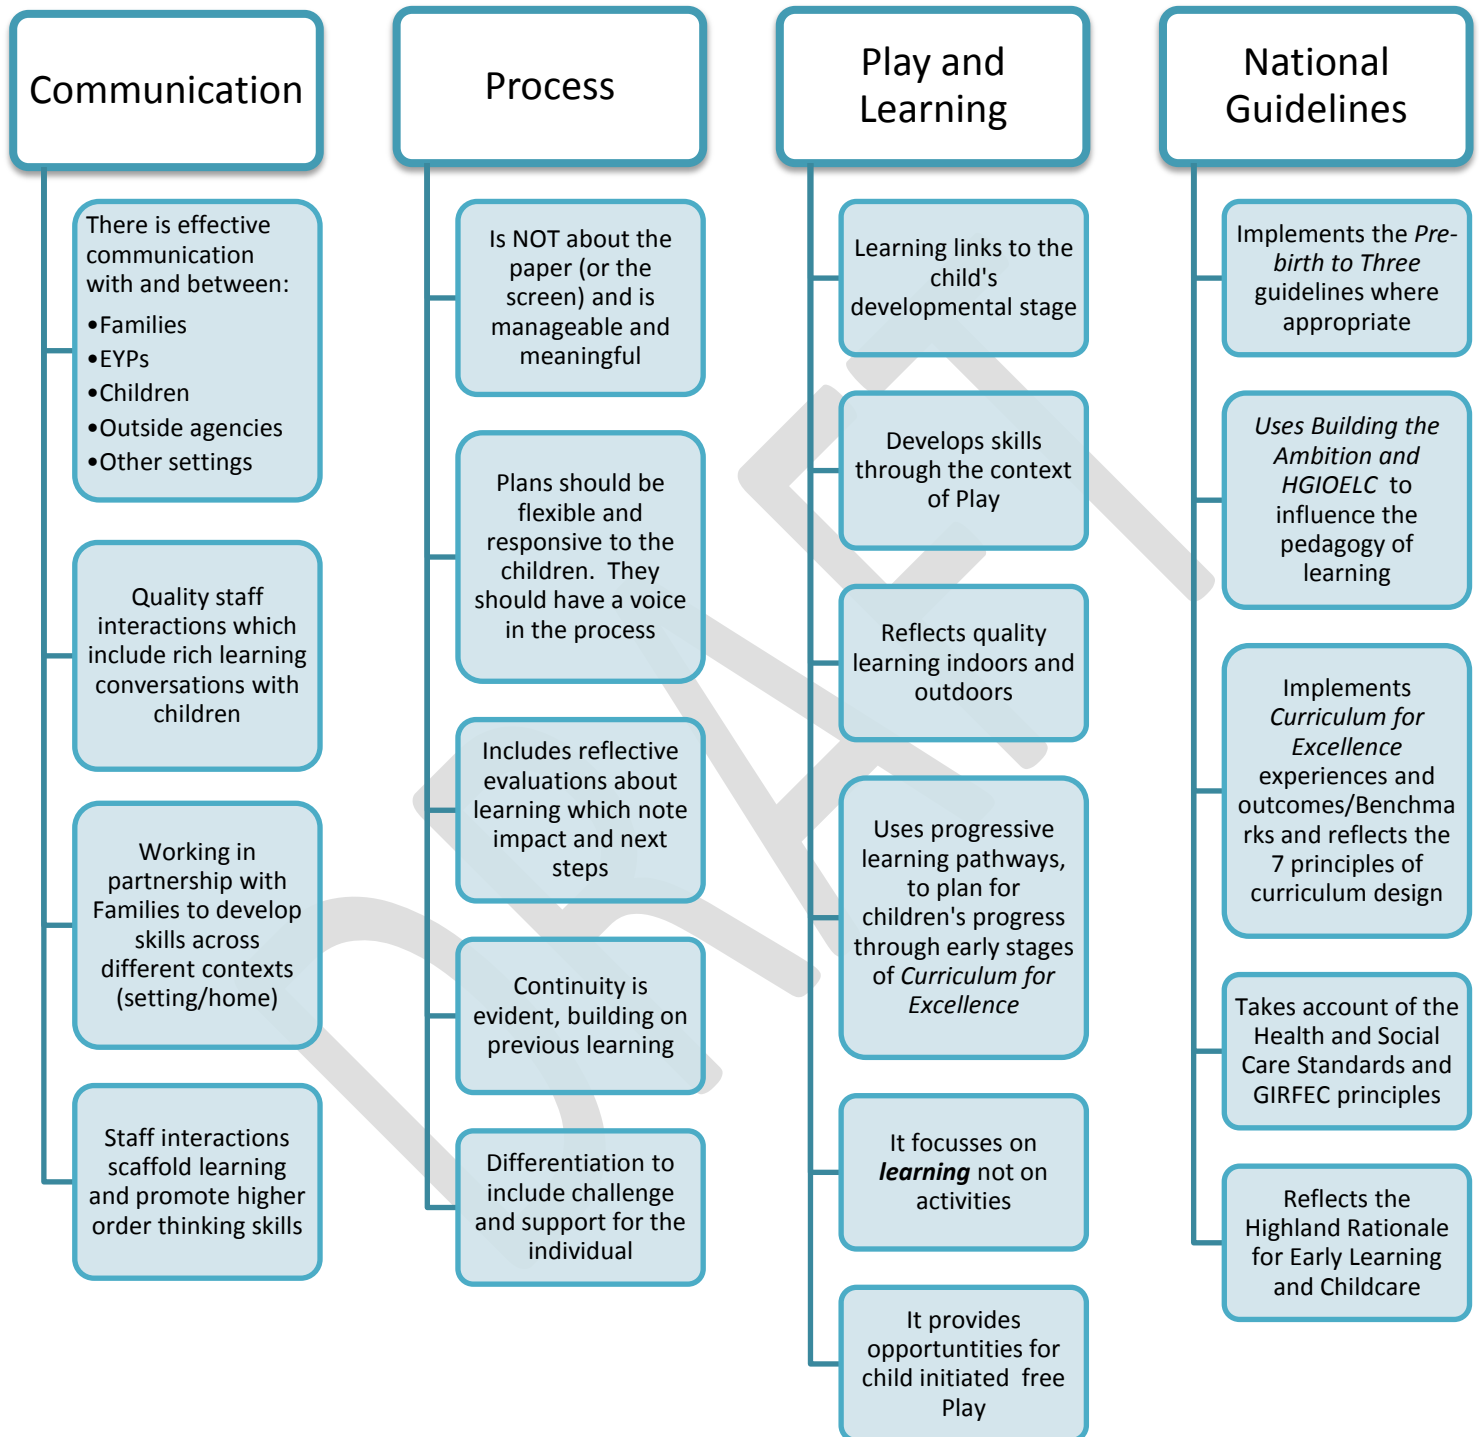 Communication
There is effective
communication
with and between:
•Families
•EYPs
•Children
•Outside agencies
•Other settings
Quality staff
interactions which
include rich learning
conversations with
children
Working in
partnership with
Families to develop
skills across
different contexts
(setting/home)
Staff interactions
scaffold learning
and promote higher
order thinking skills
Process
Is NOT about the
paper (or the
screen) and is
manageable and
meaningful
Plans should be
flexible and
responsive to the
children.  They
should have a voice
in the process
Includes reflective
evaluations about
learning which note
impact and next
steps
Continuity is
evident, building on
previous learning
Differentiation to
include challenge
and support for the
individual
Play and
Learning
Learning links to the
child's
developmental stage
Develops skills
through the context
of Play
Reflects quality
learning indoors and
outdoors
Uses progressive
learning pathways,
to plan for
children's progress
through early stages
of Curriculum for
Excellence
It focusses on
learning not on
activities
It provides
opportuntities for
child initiated  free
Play
National
Guidelines
Implements the Pre-
birth to Three
guidelines where
appropriate
Uses Building the
Ambition and
HGIOELC  to
influence the
pedagogy of
learning
Implements
Curriculum for
Excellence
experiences and
outcomes/Benchma
rks and reflects the
7 principles of
curriculum design
Takes account of the
Health and Social
Care Standards and
GIRFEC principles
Reflects the
Highland Rationale
for Early Learning
and Childcare
DRAFT